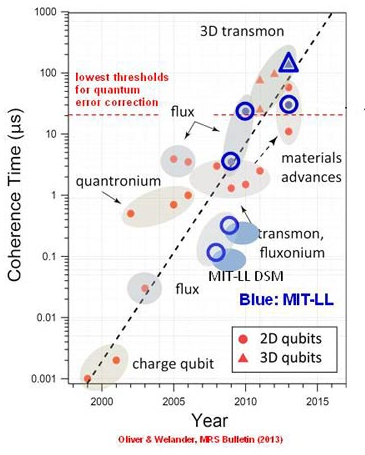 1000
3D transmon
100
lowest thresholds
for quantum
error correction
flux
10
materials
advances
quantronium
1
Coherence Time (µs)
transmon,
fluxonium
0.1
MIT-LL DSM
flux
Blue: MIT-LL
0.01
2D qubits
3D qubits
charge qubit
0.001
2000
2005
2010
2015
Year
Oliver & Welander, MRS Bulletin (2013)